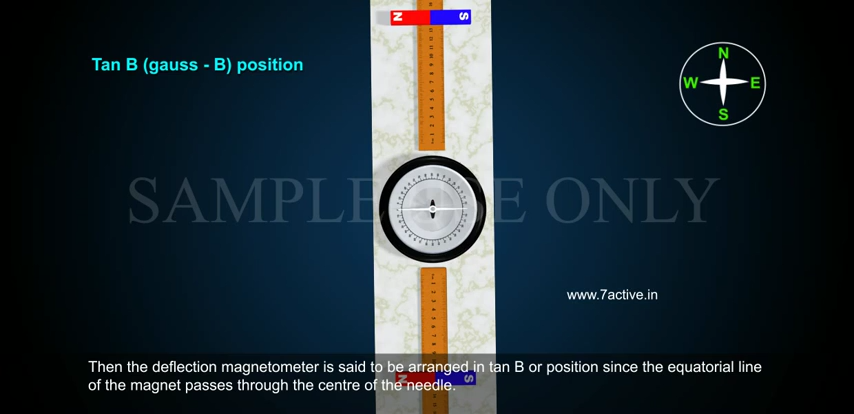 N S
Tan B (gauss - B) position
N
W E
S
SAMPLE USE ONLY
www.7active.in
Then the deflection magnetometer is said to be arranged in tan B or position since the equatorial line
of the magnet passes through the centre of the needle.
N S